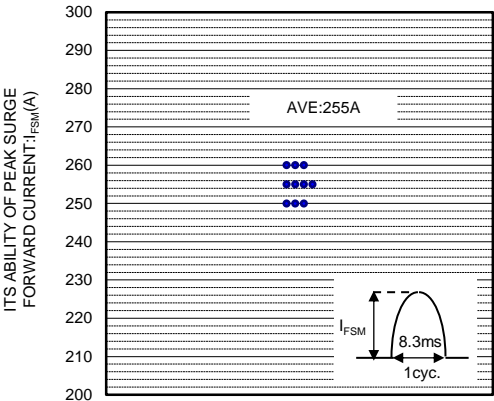 ITS ABILITY OF PEAK SURGE
FORWARD CURRENT:IFSM(A)
300
290
280
270
260
250
240
230
220
210
200
AVE:255A
IFSM
8.3ms
1cyc.